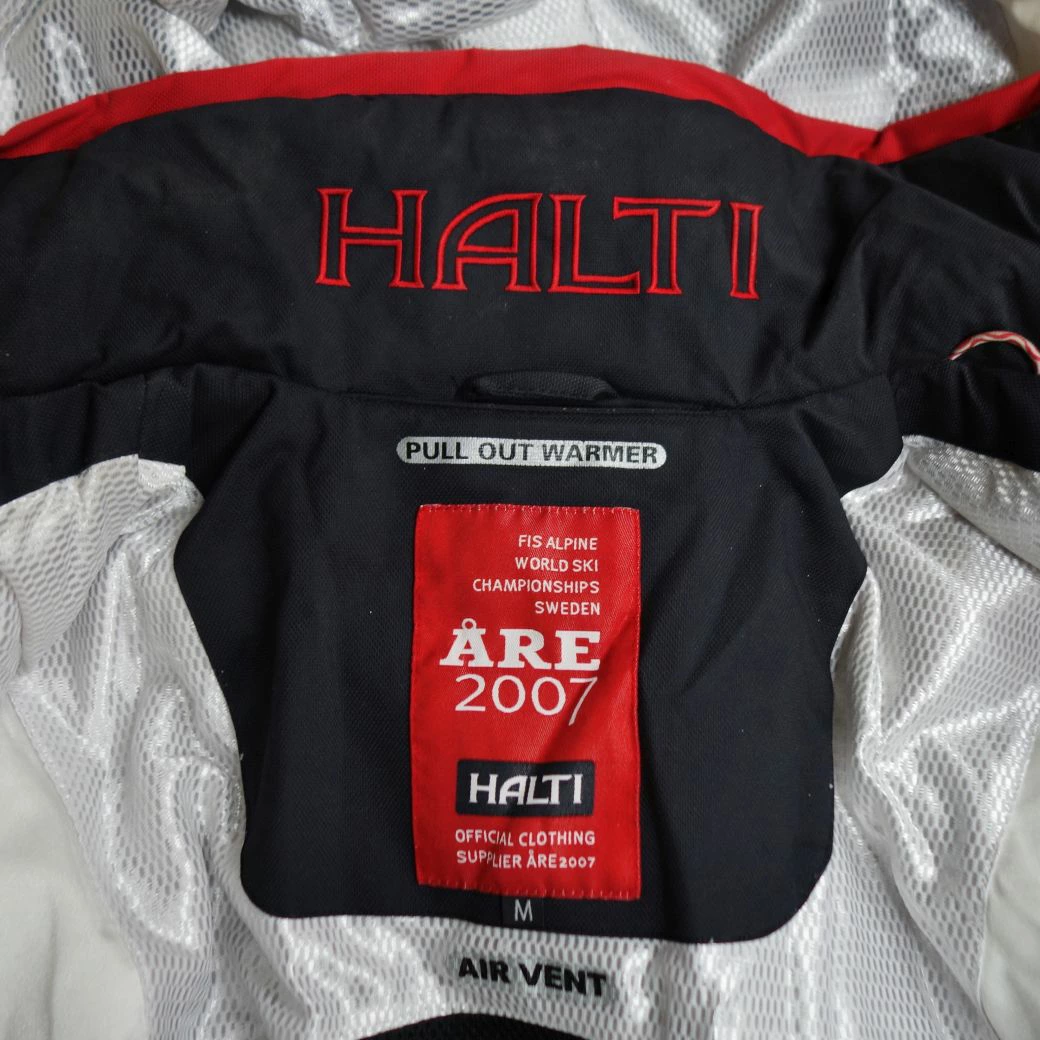 HALTI
PULL OUT WARMER
FIS ALPINE
WORLD SKI
CHAMPIONSHIPS
SWEDEN
ÅRE
2007
HALTI
OFFICIAL CLOTHING
SUPPLIER ÅRE2007
M
AIR VENT